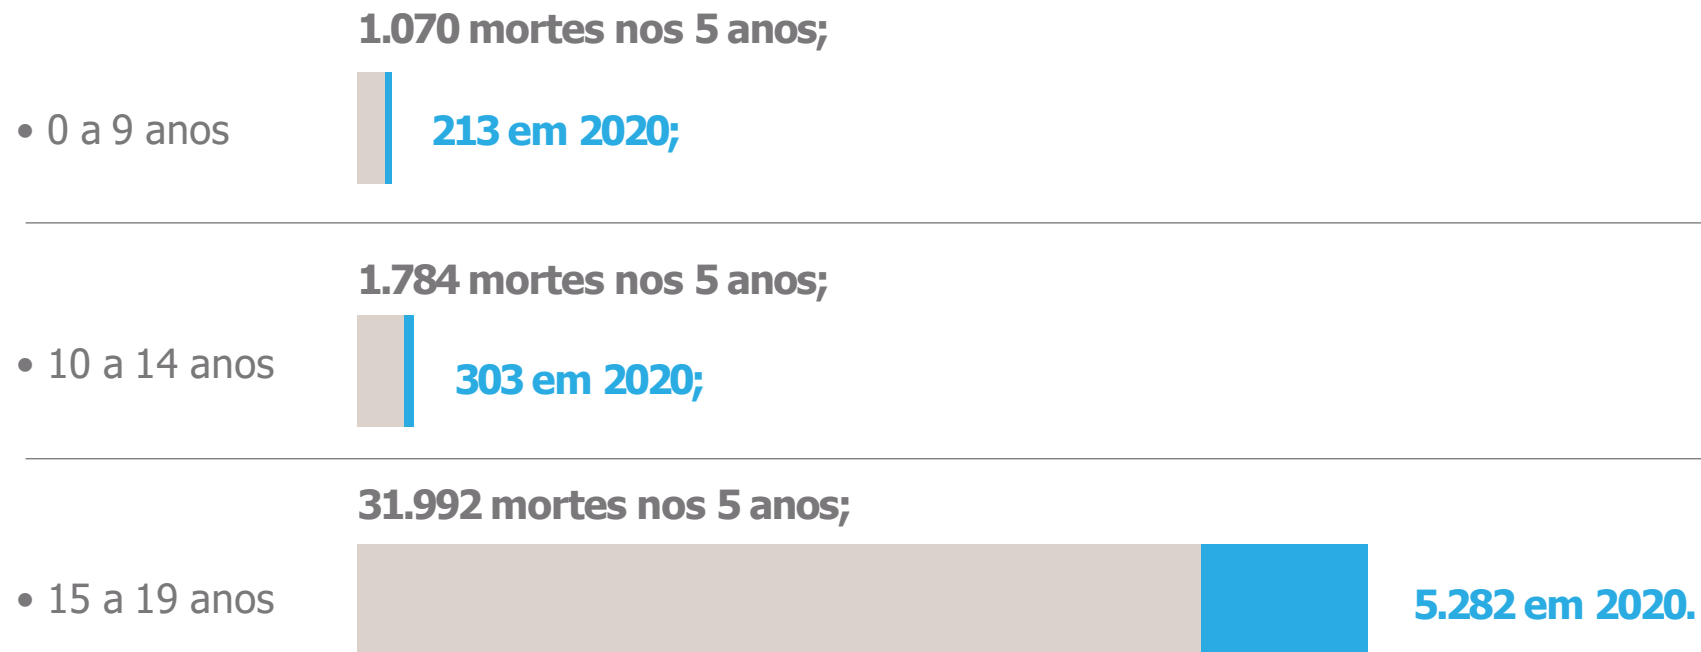 1.070 mortes nos 5 anos;
• 0 a 9 anos
213 em 2020;
1.784 mortes nos 5 anos;
• 10 a 14 anos
303 em 2020;
31.992 mortes nos 5 anos;
• 15 a 19 anos
5.282 em 2020.